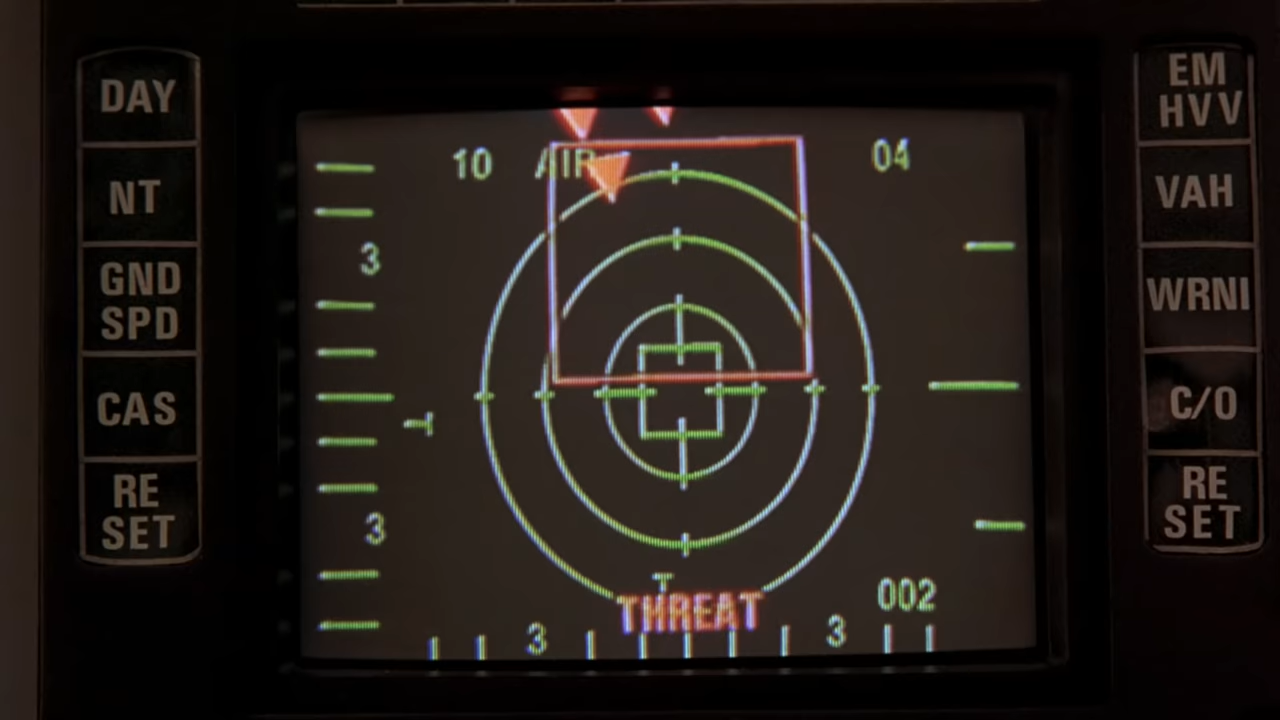 DAY
NT
GND
SPD
CAS
RE
SET
10 AIR 04
3
3
T
T
THREAT
002
3 3
EM
HVV
VAH
WRNI
C/O
RE
SET